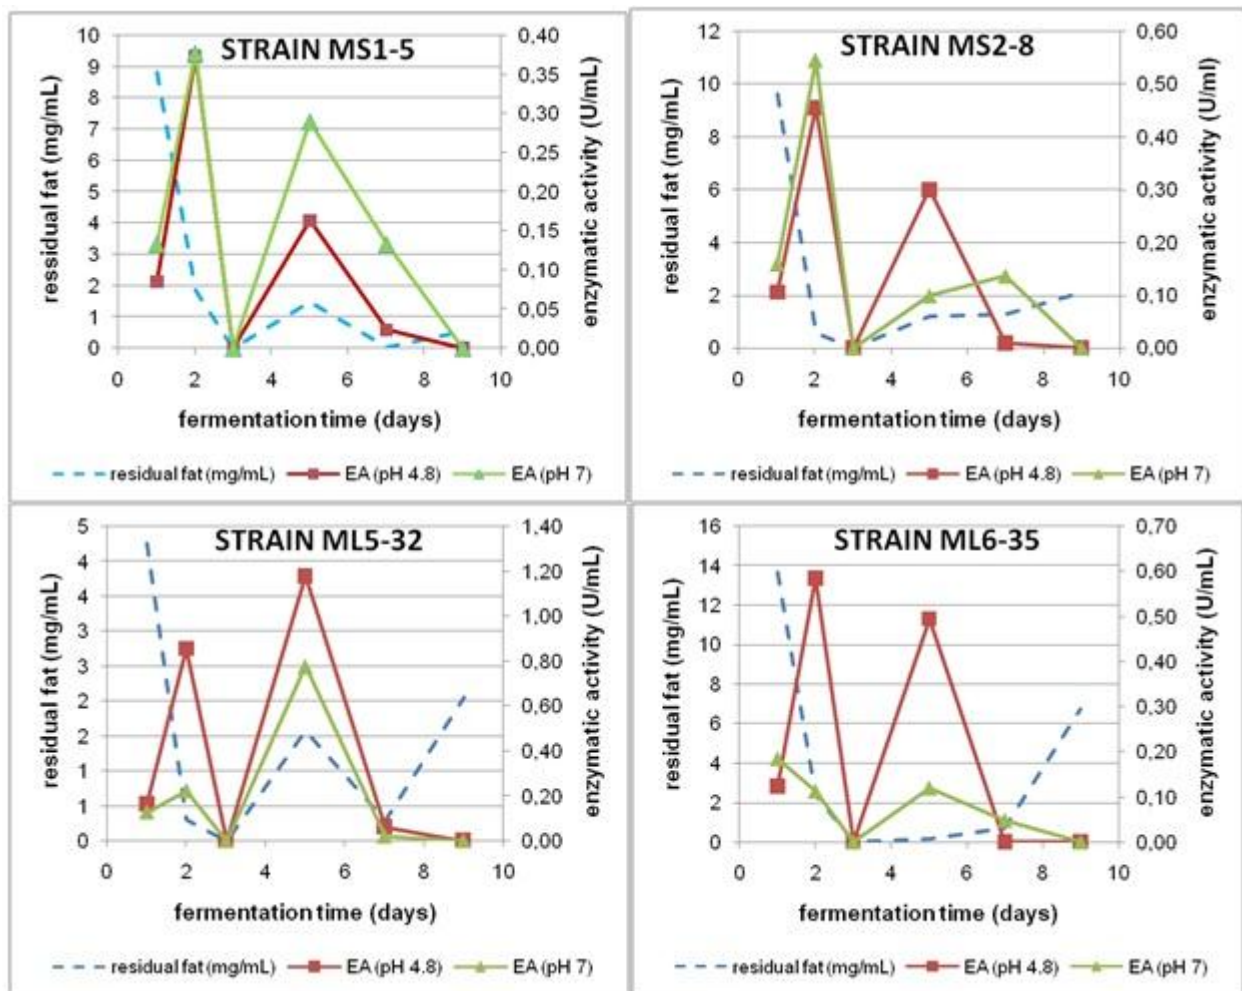 STRAIN MS1-5
ressidual fat (mg/mL)
10
9
8
7
6
5
4
3
2
1
0
0,40
0,35
0,30
0,25
0,20
0,15
0,10
0,05
0,00
enzymatic activity (U/mL)
0 2 4 6 8 10
fermentation time (days)
residual fat (mg/mL) EA (pH 4.8) EA (pH 7)
STRAIN MS2-8
residual fat (mg/mL)
12
10
8
6
4
2
0
0,60
0,50
0,40
0,30
0,20
0,10
0,00
enzymatic activity (U/ml)
0 2 4 6 8 10
fermentation time (days)
residual fat (mg/mL) EA (pH 4.8) EA (pH 7)
STRAIN ML5-32
residual fat (mg/mL)
5
4
4
3
3
2
2
1
1
0
1,40
1,20
1,00
0,80
0,60
0,40
0,20
0,00
enzymatic activity (U/mL)
0 2 4 6 8 10
fermentation time (days)
residual fat (mg/mL) EA (pH 4.8) EA (pH 7)
STRAIN ML6-35
residual fat (mg/mL)
16
14
12
10
8
6
4
2
0
0,70
0,60
0,50
0,40
0,30
0,20
0,10
0,00
enzymatic activity (U/mL)
0 2 4 6 8 10
fermentation time (days)
residual fat (mg/mL) EA (pH 4.8) EA (pH 7)